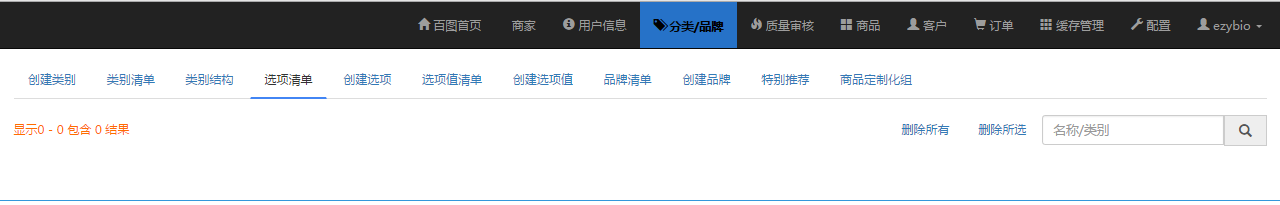 百图首页 商家 用户信息 分类/品牌 质量审核 商品 客户 订单 缓存管理 配置 ezybio
创建类别 类别清单 类别结构 选项清单 创建选项 选项值清单 创建选项值 品牌清单 创建品牌 特别推荐 商品定制化组
显示0 - 0 包含 0 结果 删除所有 删除所选 名称/类别